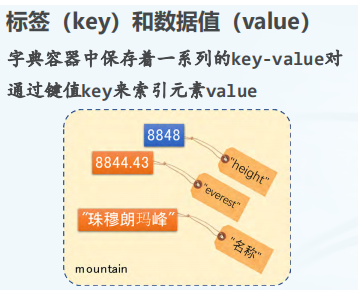 标签（key）和数据值（value）
字典容器中保存着一系列的key-value对
通过键值key来索引元素value
8848
"height"
8844.43
"everest"
"珠穆朗玛峰"
"名称"
mountain